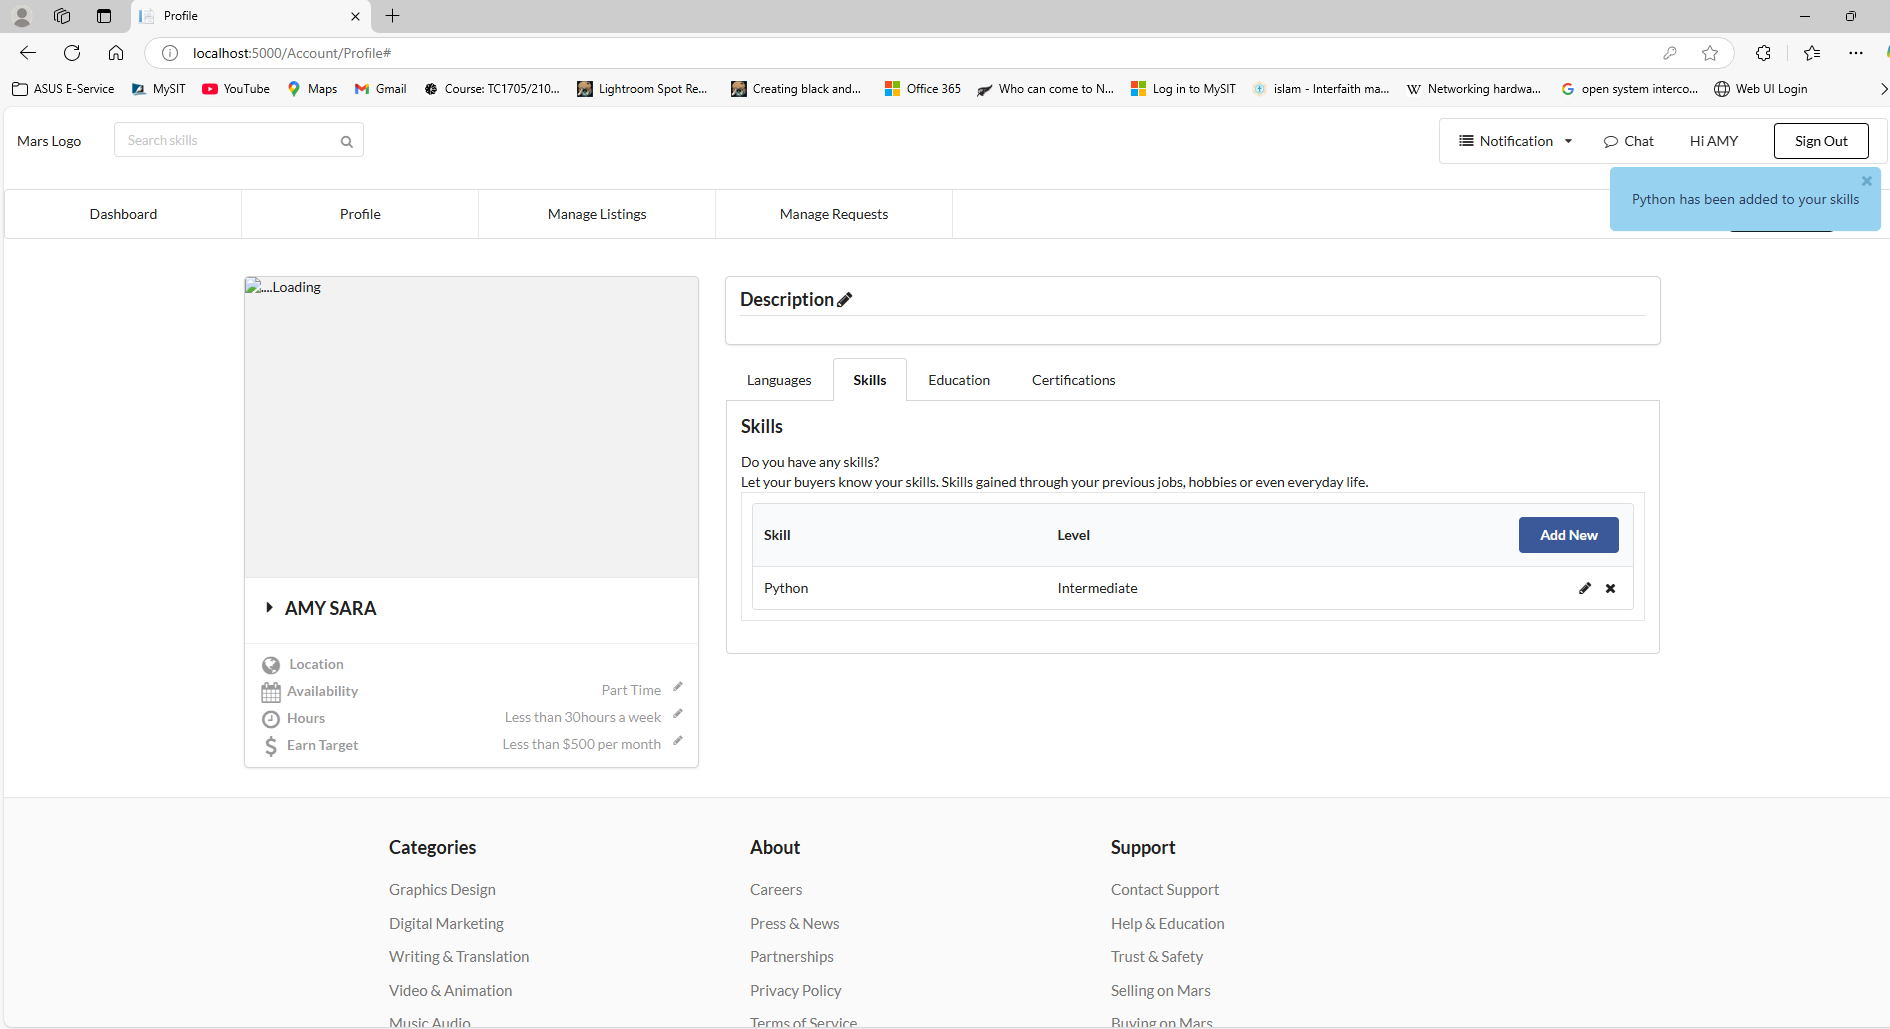 Profile
localhost:5000/Account/Profile#
ASUS E-Service MySIT YouTube Maps Gmail Course: TC1705/210... Lightroom Spot Re... Creating black and... Office 365 Who can come to N... Log in to MySIT islam - Interfaith ma... Networking hardwa... open system interco... Web UI Login
Mars Logo Search skills Notification Chat Hi AMY Sign Out
Python has been added to your skills
Dashboard Profile Manage Listings Manage Requests
....Loading
Description
Languages Skills Education Certifications
Skills
Do you have any skills?
Let your buyers know your skills. Skills gained through your previous jobs, hobbies or even everyday life.
Skill Level Add New
Python Intermediate
AMY SARA
Location
Availability Part Time
Hours Less than 30hours a week
Earn Target Less than $500 per month
Categories About Support
Graphics Design Careers Contact Support
Digital Marketing Press & News Help & Education
Writing & Translation Partnerships Trust & Safety
Video & Animation Privacy Policy Selling on Mars
Music Audio Terms of Service Buying on Mars